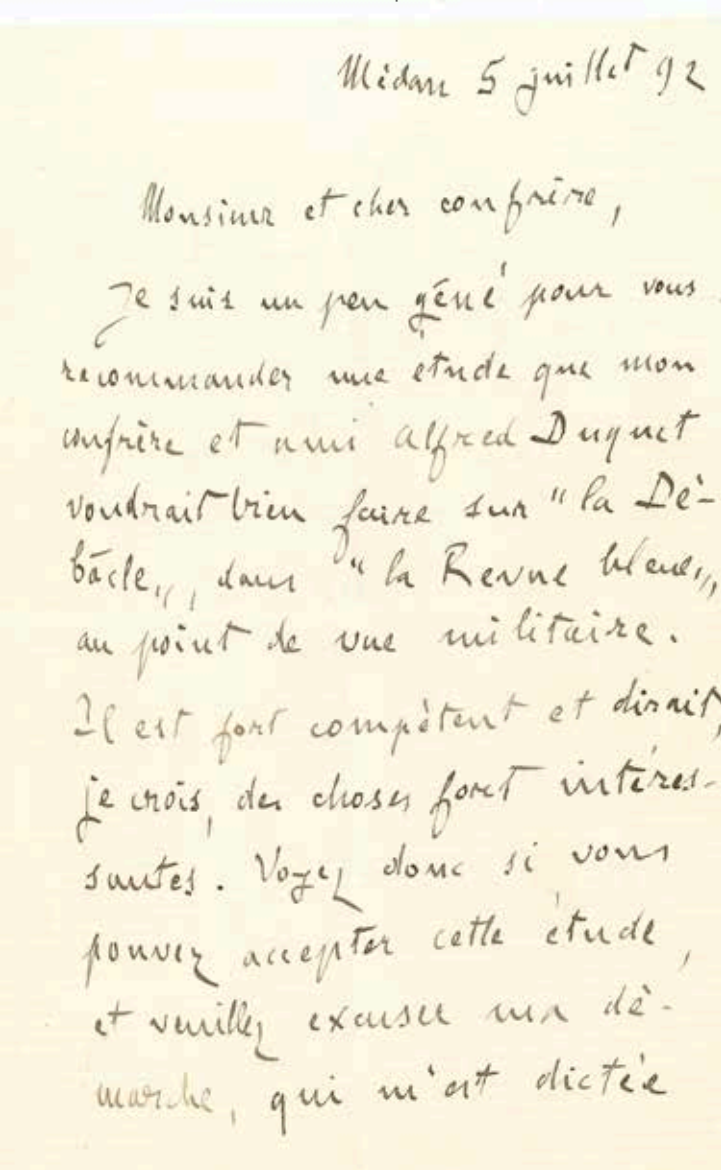 Médan 5 juillet 92
Monsieur et cher confrère,
Je suis un peu gêné pour vous
recommander une étude que mon
confrère et ami Alfred Duquet
voudrait bien faire sur "la Dé-
bâcle", dans "la Revue bleue",
au point de vue militaire.
Il est fort compétent et dirait,
je crois, des choses fort intéres-
santes. Voyez donc si vous
pouvez accepter cette étude,
et veuillez excuser ma dé-
marche, qui m'est dictée